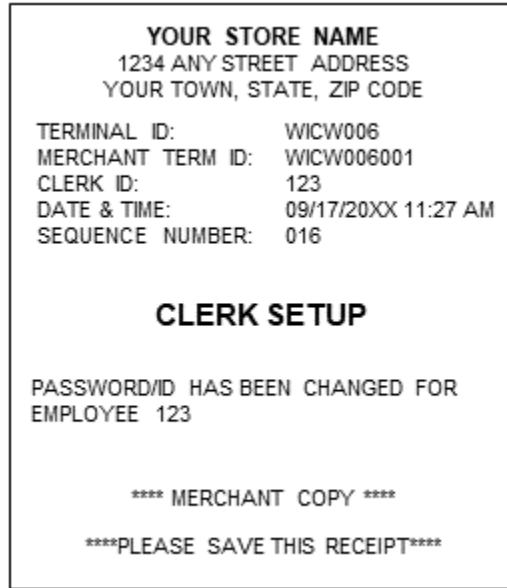 YOUR STORE NAME
1234 ANY STREET ADDRESS
YOUR TOWN, STATE, ZIP CODE
TERMINAL ID: WICW006
MERCHANT TERM ID: WICW006001
CLERK ID: 123
DATE & TIME: 09/17/20XX 11:27 AM
SEQUENCE NUMBER: 016
CLERK SETUP
PASSWORD/ID HAS BEEN CHANGED FOR
EMPLOYEE 123
**** MERCHANT COPY ****
****PLEASE SAVE THIS RECEIPT****